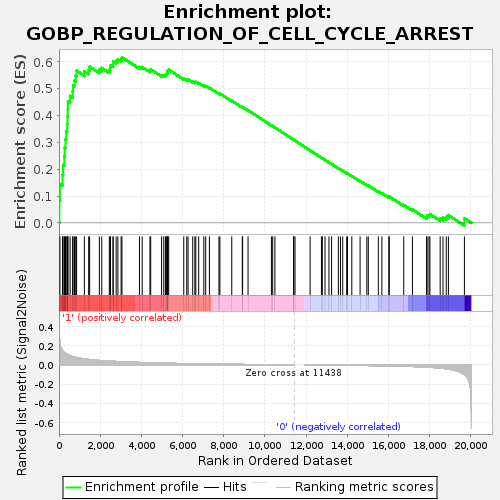 Enrichment plot:
GOBP_REGULATION_OF_CELL_CYCLE_ARREST
Enrichment score (ES)
0.6
0.5
0.4
0.3
0.2
0.1
0.0
'1' (positively correlated)
Ranked list metric (Signal2Noise)
0.4
0.2
0.0
-0.2
-0.4
-0.6
Zero cross at 11438
'0' (negatively correlated)
0
2,000
4,000
6,000
8,000
10,000
12,000
14,000
16,000
18,000
20,000
Rank in Ordered Dataset
Enrichment profile
Hits
Ranking metric scores